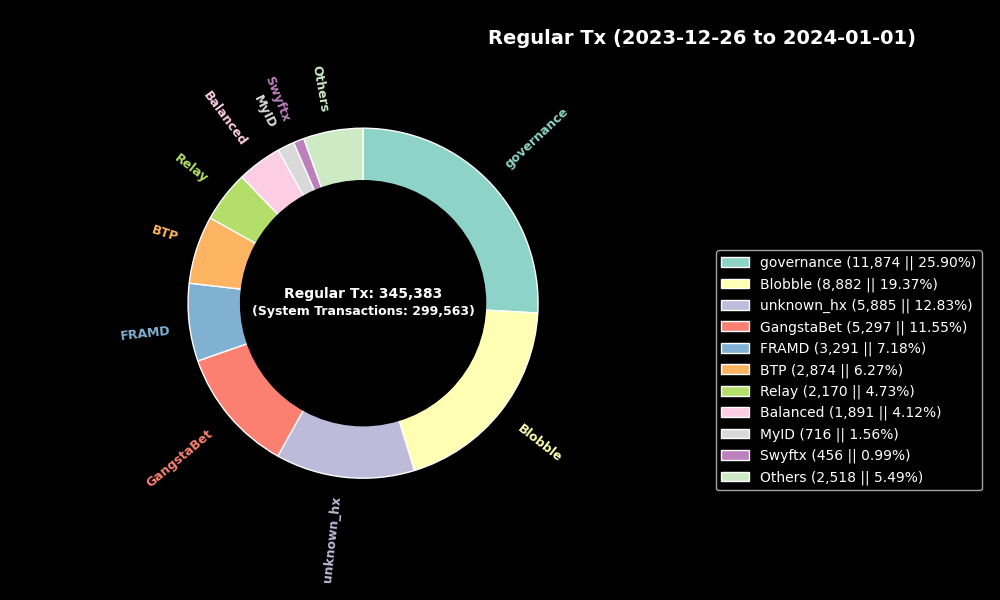 Regular Tx (2023-12-26 to 2024-01-01)
Others
Swyftx
MyID
Balanced
governance
Relay
BTP
FRAMD
GangstaBet
unknown_hx
Blobble
Regular Tx: 345,383
(System Transactions: 299,563)
governance (11,874 || 25.90%)
Blobble (8,882 || 19.37%)
unknown_hx (5,885 || 12.83%)
GangstaBet (5,297 || 11.55%)
FRAMD (3,291 || 7.18%)
BTP (2,874 || 6.27%)
Relay (2,170 || 4.73%)
Balanced (1,891 || 4.12%)
MyID (716 || 1.56%)
Swyftx (456 || 0.99%)
Others (2,518 || 5.49%)